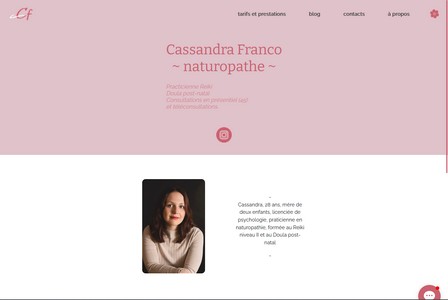 Cf
tarifs et prestations
blog
contacts
à propos
Cassandra Franco
~ naturopathe ~
Praticienne Reiki
Doula post-natal
Consultations en présentiel (49)
et téléconsultations
Cassandra, 28 ans, mère de
deux enfants, licenciée de
psychologie, praticienne en
naturopathie, formée au Reiki
niveau II et au Doula post-
natal